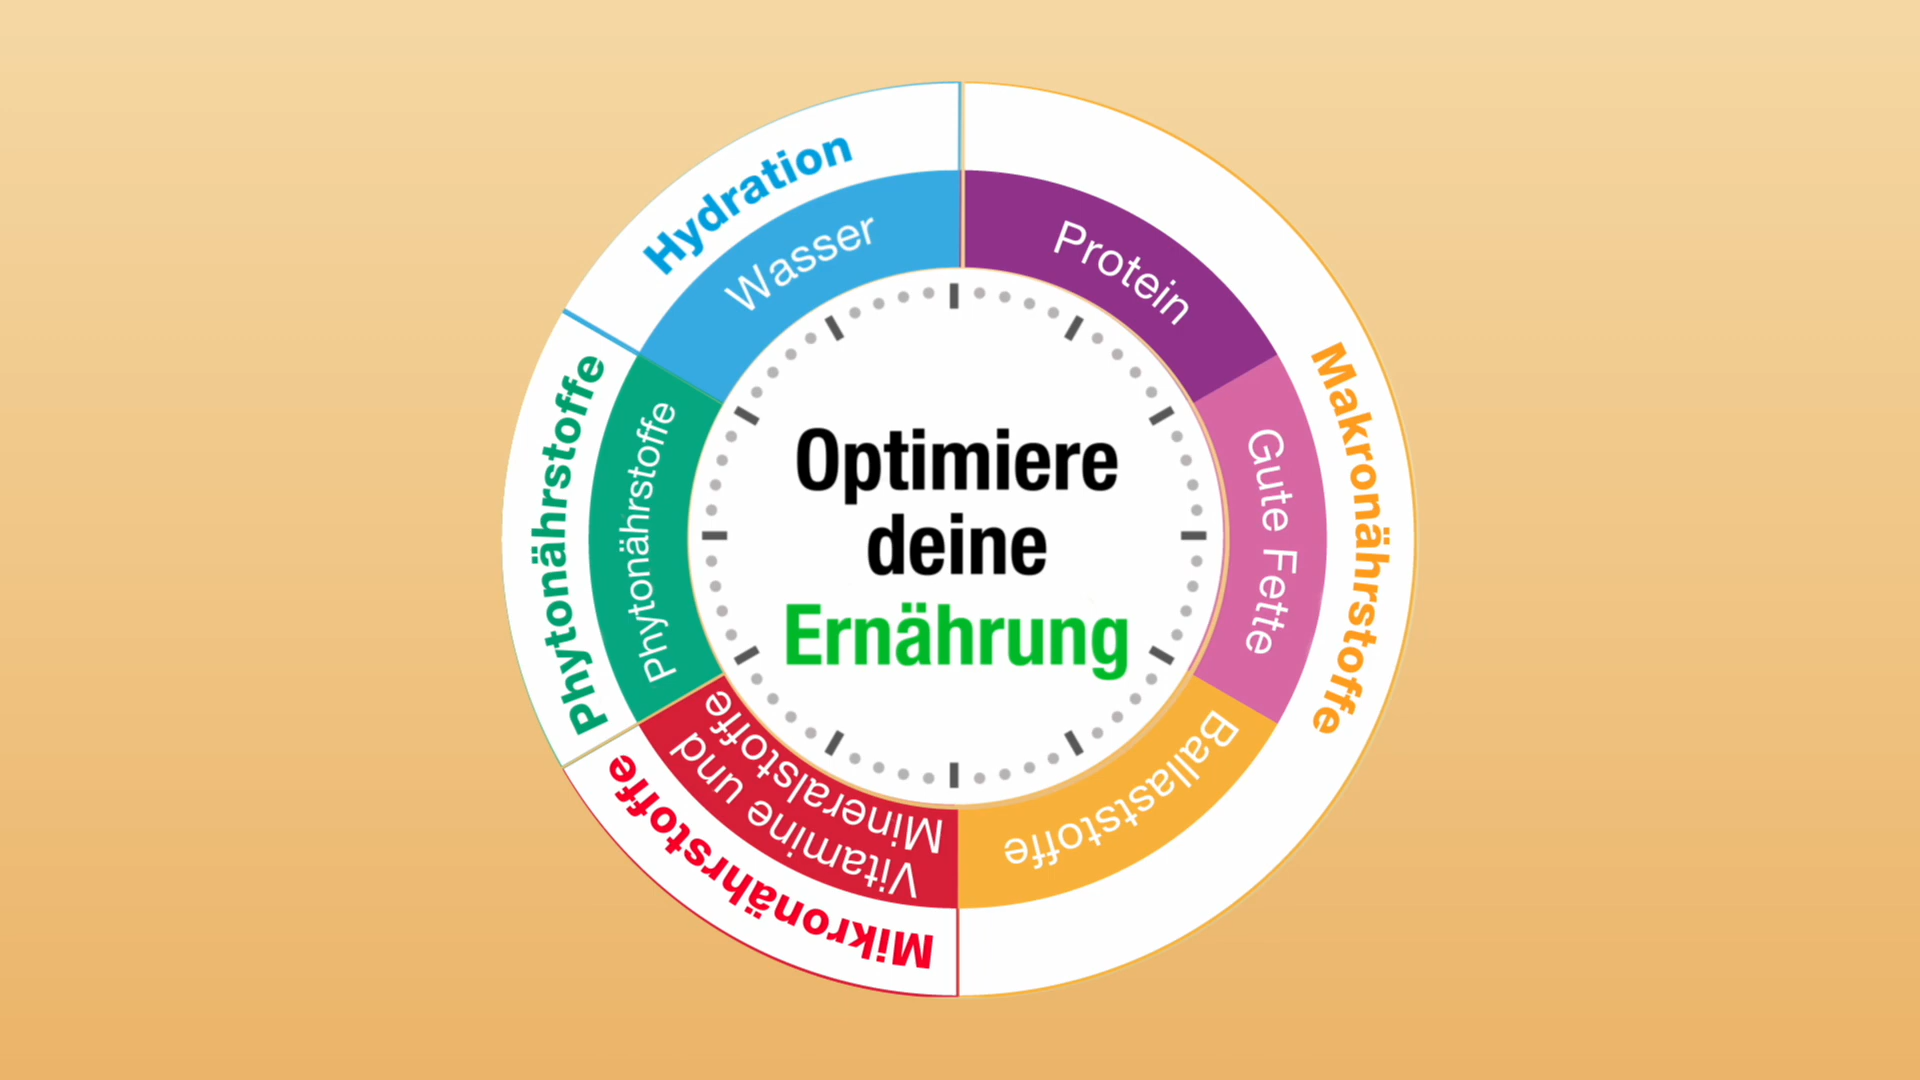 Optimiere
deine
Ernährung
Protein
Gute Fette
Ballaststoffe
Makronährstoffe
Vitamine und
Mineralstoffe
Mikronährstoffe
Phytonährstoffe
Phytonährstoffe
Wasser
Hydration